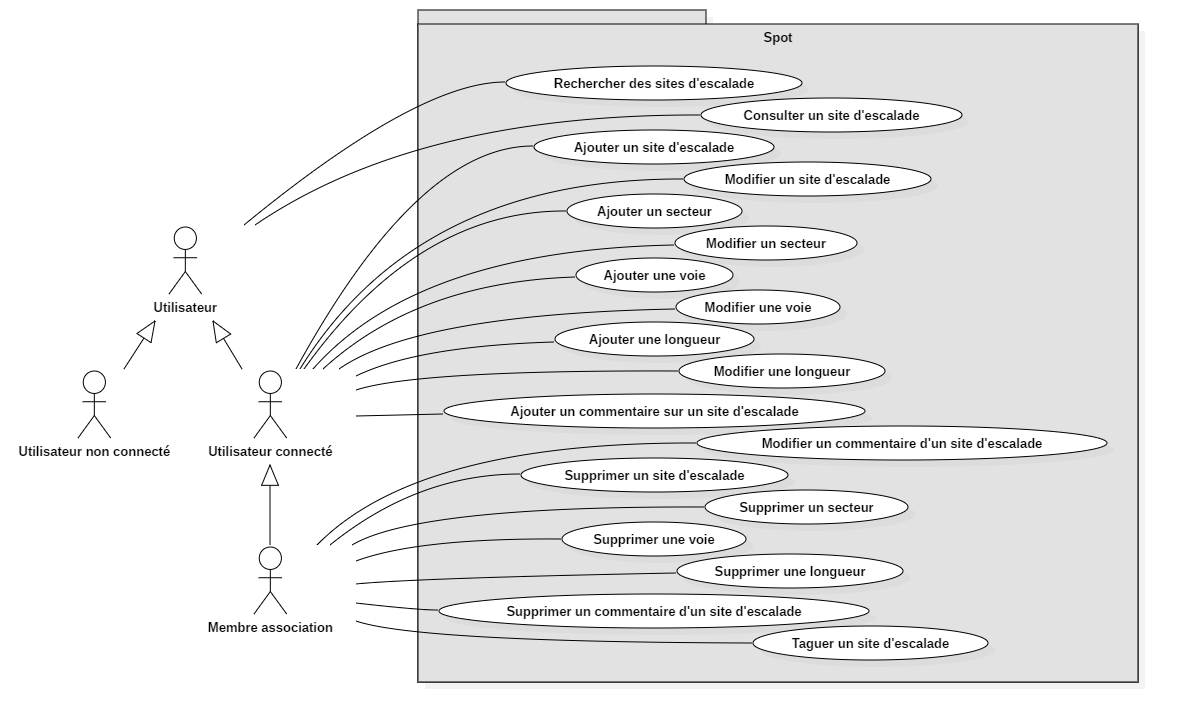 Spot
Rechercher des sites d'escalade
Consulter un site d'escalade
Ajouter un site d'escalade
Modifier un site d'escalade
Ajouter un secteur
Modifier un secteur
Ajouter une voie
Utilisateur
Modifier une voie
Ajouter une longueur
Modifier une longueur
Ajouter un commentaire sur un site d'escalade
Modifier un commentaire d'un site d'escalade
Utilisateur non connecté
Utilisateur connecté
Supprimer un site d'escalade
Supprimer un secteur
Supprimer une voie
Supprimer une longueur
Supprimer un commentaire d'un site d'escalade
Membre association
Taguer un site d'escalade